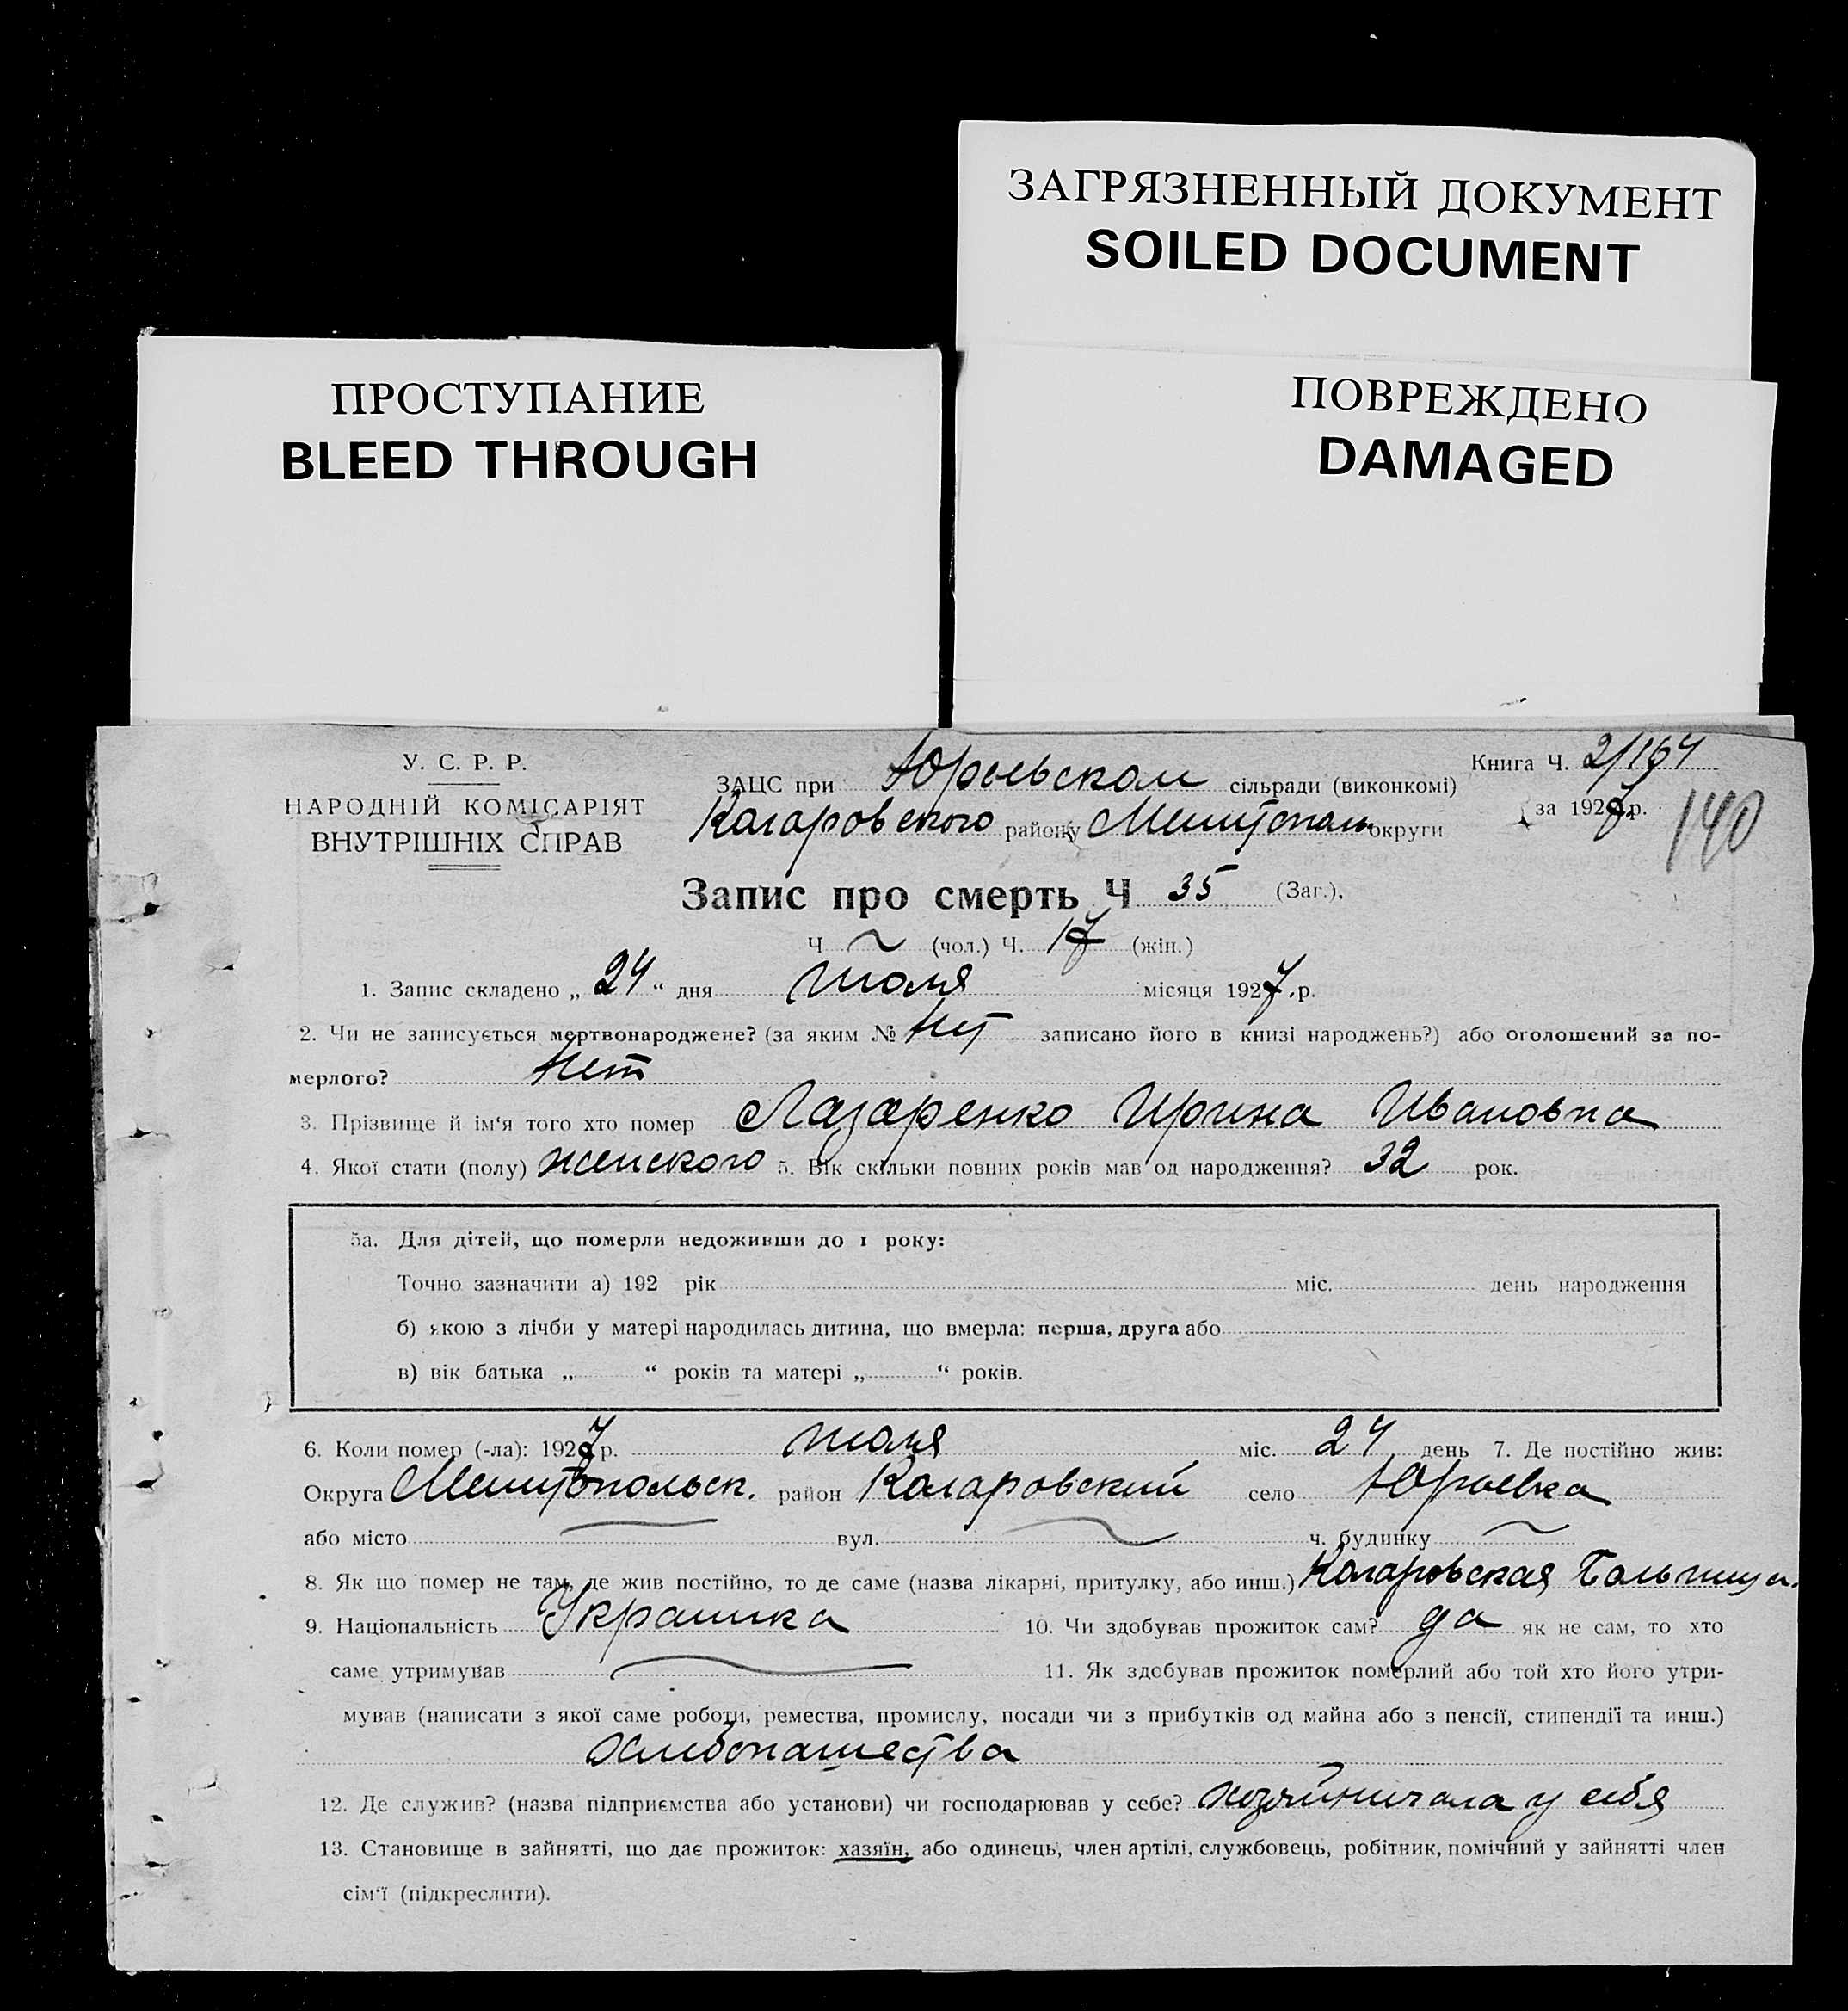 ЗАГРЯЗНЕННЫЙ ДОКУМЕНТ
SOILED DOCUMENT
ПРОСТУПАНИЕ
BLEED THROUGH
ПОВРЕЖДЕНО
DAMAGED
У. С. Р. Р.
НАРОДНІЙ КОМІСАРІЯТ
ВНУТРІШНІХ СПРАВ
ЗАЦС при Юрьевском сільради (виконкомі)
району округи
Книга Ч. 2/164
за 1927 р.
140
Запис про смерть Ч 35 (Заг.),
Ч ~ (чол.) Ч. 17 (жін.)
1. Запис складено „ 24 “ дня июля місяця 1927 р.
2. Чи не записується мертвонароджене? (за яким № нет записано його в книзі народжень?) або оголошений за по-
мерлого? нет
3. Прізвище й ім'я того хто помер Лазаренко Ирина Ивановна
4. Якої стати (полу) женского 5. Вік скільки повних років мав од народження? 32 рок.
5а. Для дітей, що померли недоживши до 1 року:
Точно зазначити а) 192 рік міс. день народження
б) якою з лічби у матері народилась дитина, що вмерла: перша, друга або
в) вік батька „ “ років та матері „ “ років.
6. Коли помер (-ла): 1927 р. июля міс. 24 день 7. Де постійно жив:
Округа Мелитопольск. район село Юрьевка
або місто вул. ч. будинку
8. Як що помер не там, де жив постійно, то де саме (назва лікарні, притулку, або инш.)
9. Національність Украинка 10. Чи здобував прожиток сам? да як не сам, то хто
саме утримував 11. Як здобував прожиток померлий або той хто його утри-
мував (написати з якої саме роботи, ремества, промислу, посади чи з прибутків од майна або з пенсії, стипендії та инш.)
хлебопашества
12. Де служив? (назва підприємства або установи) чи господарював у себе? хозяйничала у себя
13. Становище в зайнятті, що дає прожиток: хазяїн, або одинець, член артілі, службовець, робітник, помічний у зайнятті член
сім'ї (підкреслити).